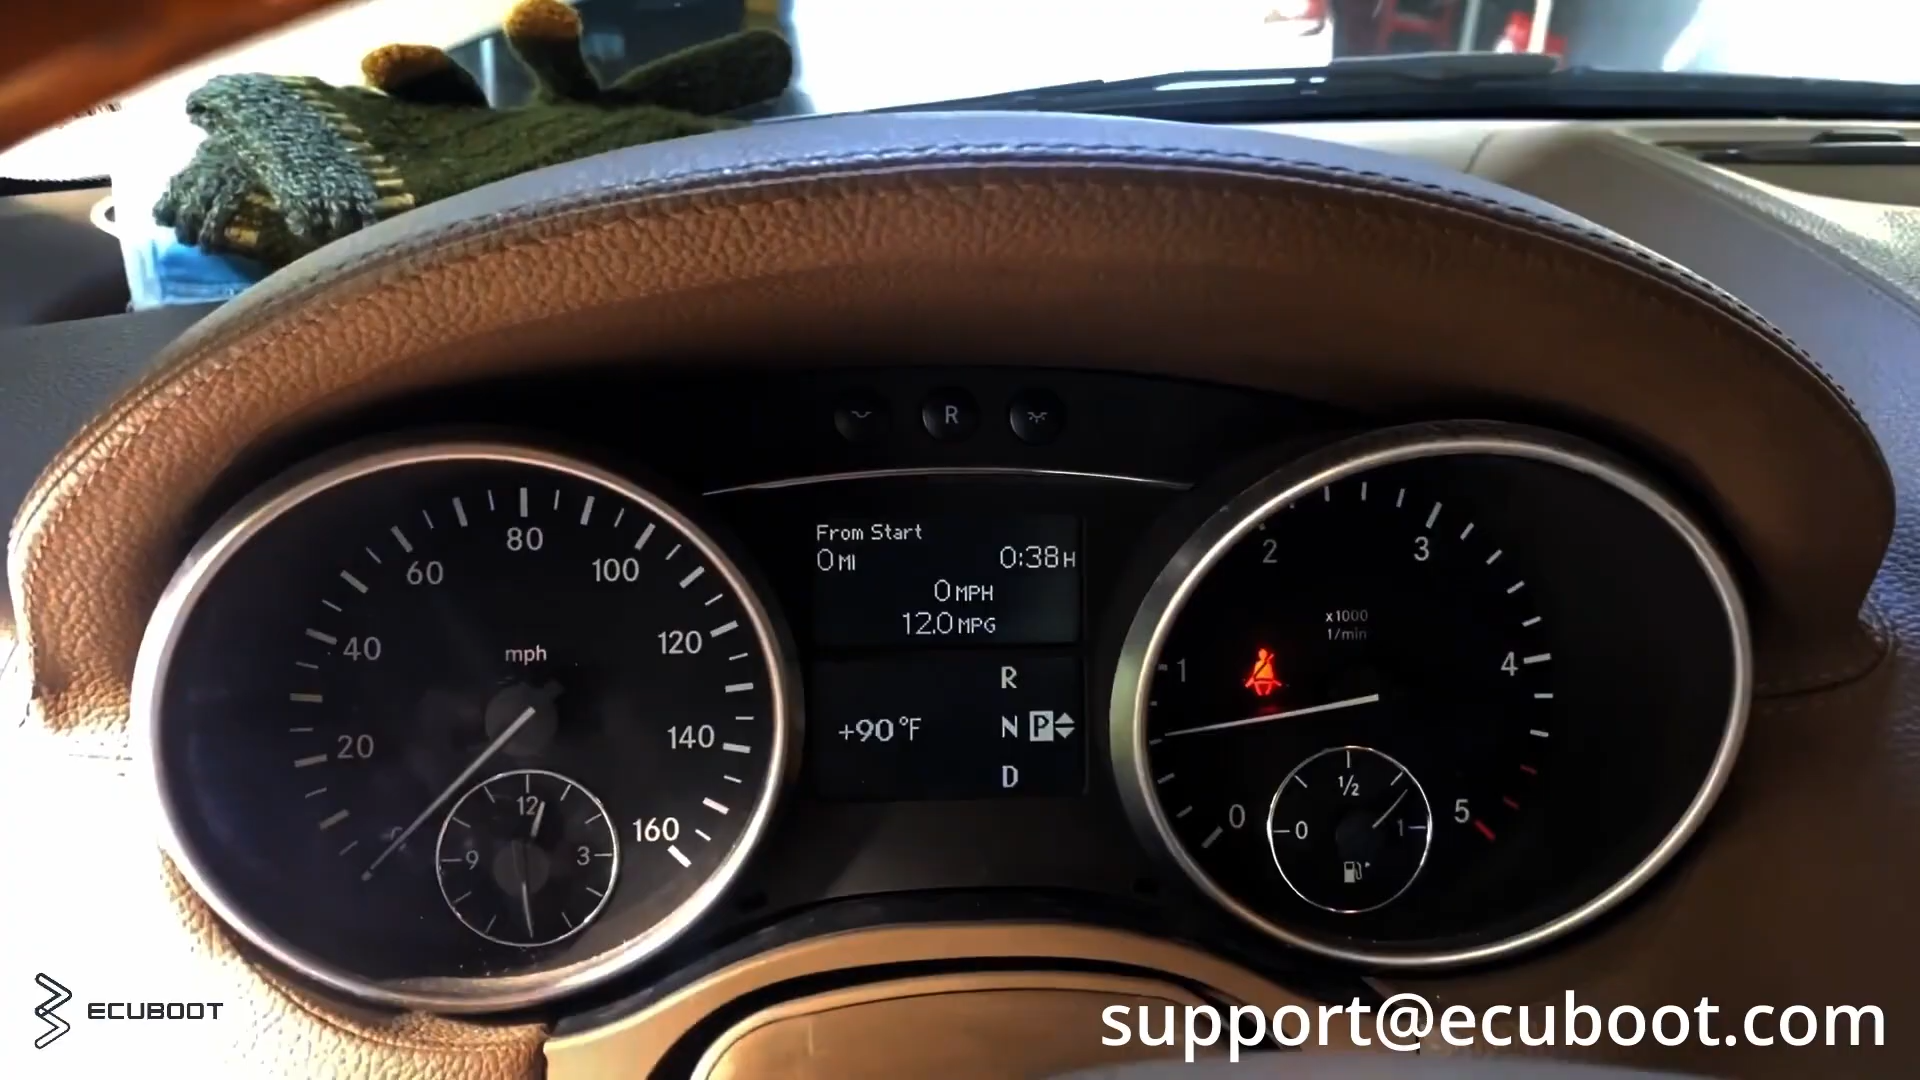 R
From Start
0 MI 0:38 H
0 MPH
12.0 MPG
R
+90°F N P
D
mph
20
40
60
80
100
120
140
160
12
3
9
x1000
1/min
0
1
2
3
4
5
0
1/2
1
ECUBOOT
support@ecuboot.com